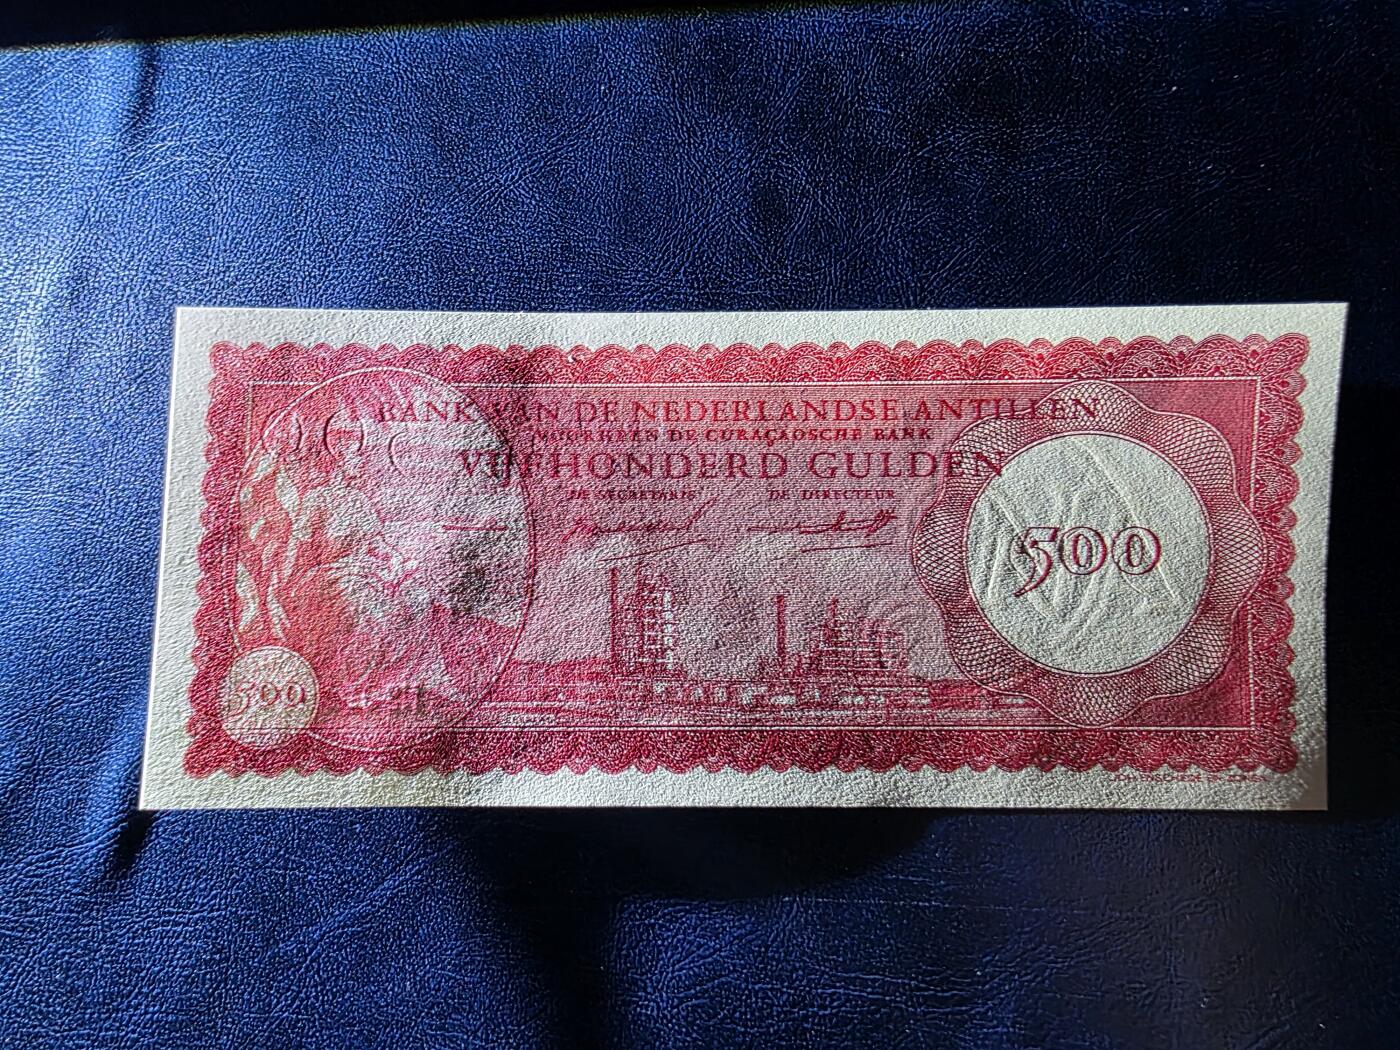 BANK VAN DE NEDERLANDSE ANTILLEN
VOORHEEN DE CURAÇAOSCHE BANK
VIJFHONDERD GULDEN
DE SECRETARIS DE DIRECTEUR
500
500